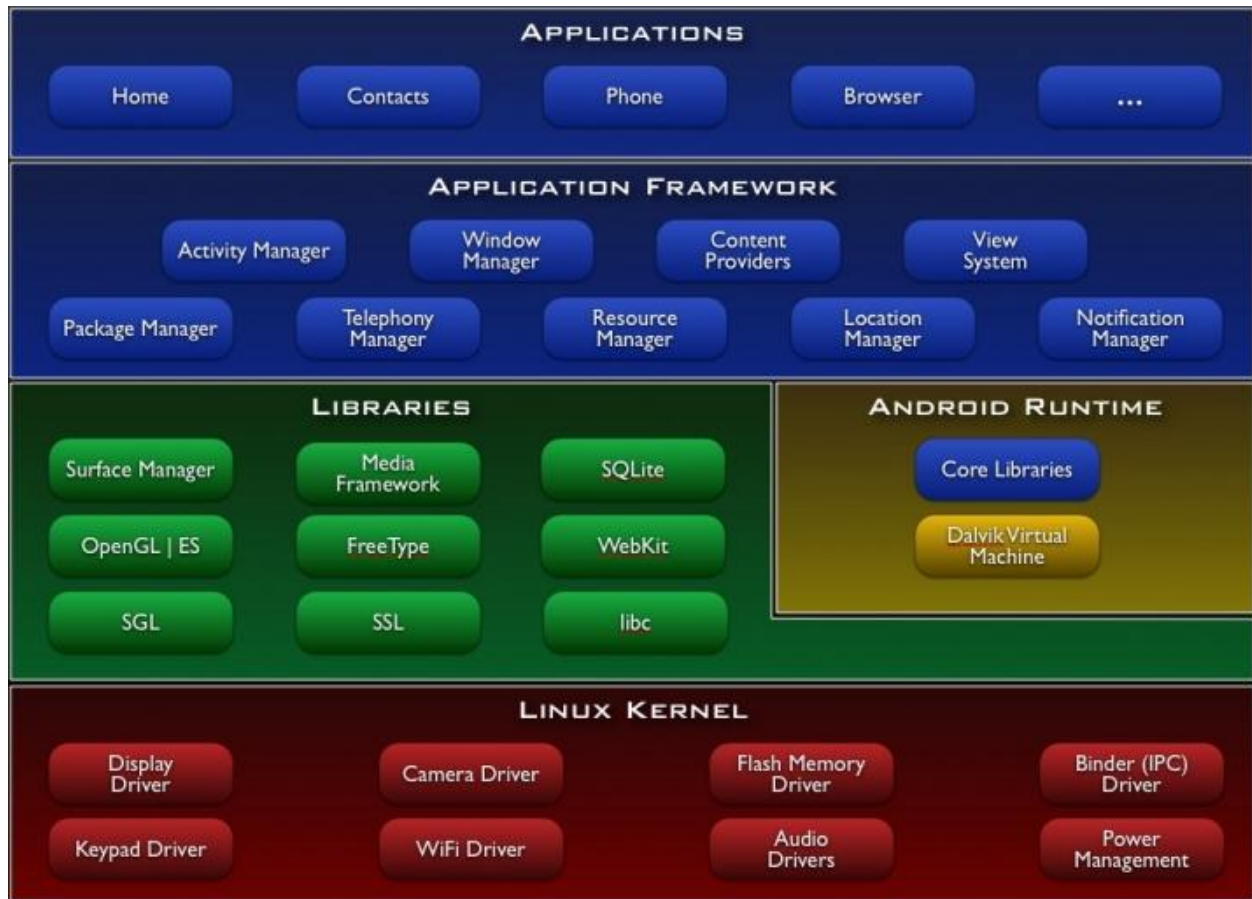 APPLICATIONS
Home
Contacts
Phone
Browser
...
APPLICATION FRAMEWORK
Activity Manager
Window
Manager
Content
Providers
View
System
Package Manager
Telephony
Manager
Resource
Manager
Location
Manager
Notification
Manager
LIBRARIES
Surface Manager
Media
Framework
SQLite
OpenGL | ES
FreeType
WebKit
SGL
SSL
libc
ANDROID RUNTIME
Core Libraries
Dalvik Virtual
Machine
LINUX KERNEL
Display
Driver
Camera Driver
Flash Memory
Driver
Binder (IPC)
Driver
Keypad Driver
WiFi Driver
Audio
Drivers
Power
Management